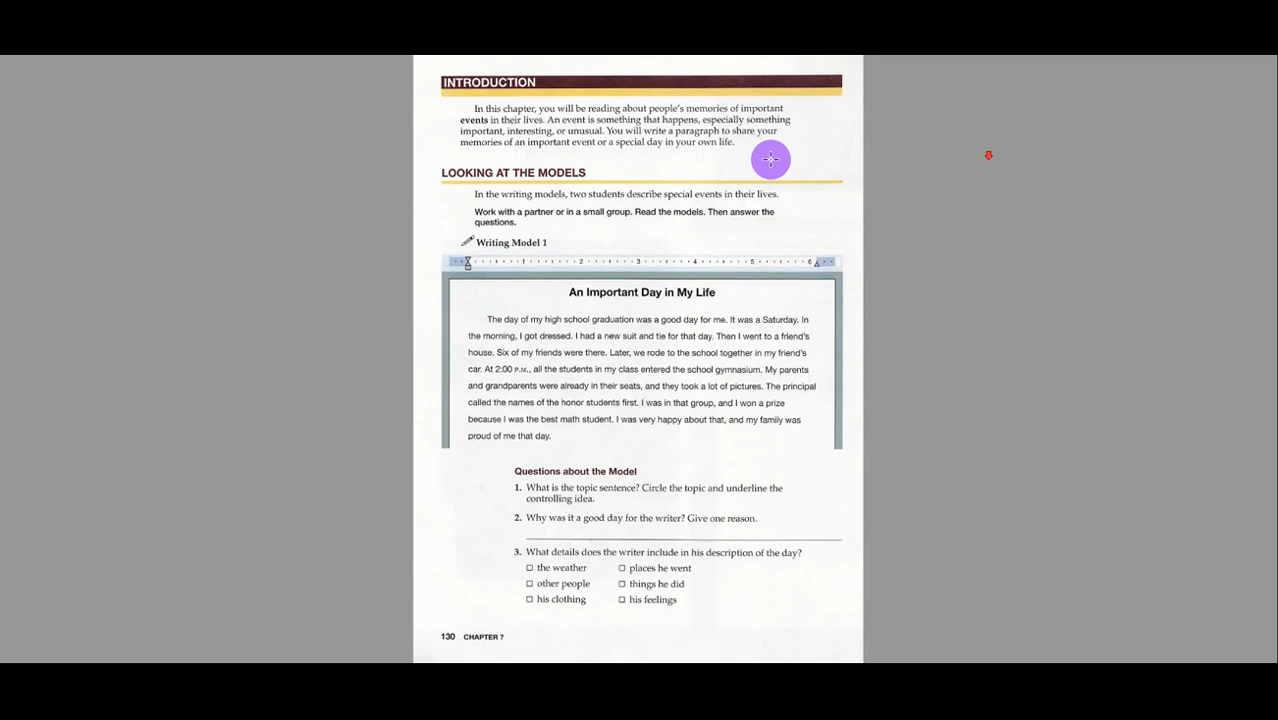 INTRODUCTION
In this chapter, you will be reading about people's memories of important
events in their lives. An event is something that happens, especially something
important, interesting, or unusual. You will write a paragraph to share your
memories of an important event or a special day in your own life.
LOOKING AT THE MODELS
In the writing models, two students describe special events in their lives.
Work with a partner or in a small group. Read the models. Then answer the
questions.
Writing Model 1
1 2 3 4 5 6
An Important Day in My Life
The day of my high school graduation was a good day for me. It was a Saturday. In
the morning, I got dressed. I had a new suit and tie for that day. Then I went to a friend's
house. Six of my friends were there. Later, we rode to the school together in my friend's
car. At 2:00 P.M., all the students in my class entered the school gymnasium. My parents
and grandparents were already in their seats, and they took a lot of pictures. The principal
called the names of the honor students first. I was in that group, and I won a prize
because I was the best math student. I was very happy about that, and my family was
proud of me that day.
Questions about the Model
1. What is the topic sentence? Circle the topic and underline the
controlling idea.
2. Why was it a good day for the writer? Give one reason.
3. What details does the writer include in his description of the day?
☐ the weather ☐ places he went
☐ other people ☐ things he did
☐ his clothing ☐ his feelings
130 CHAPTER 7